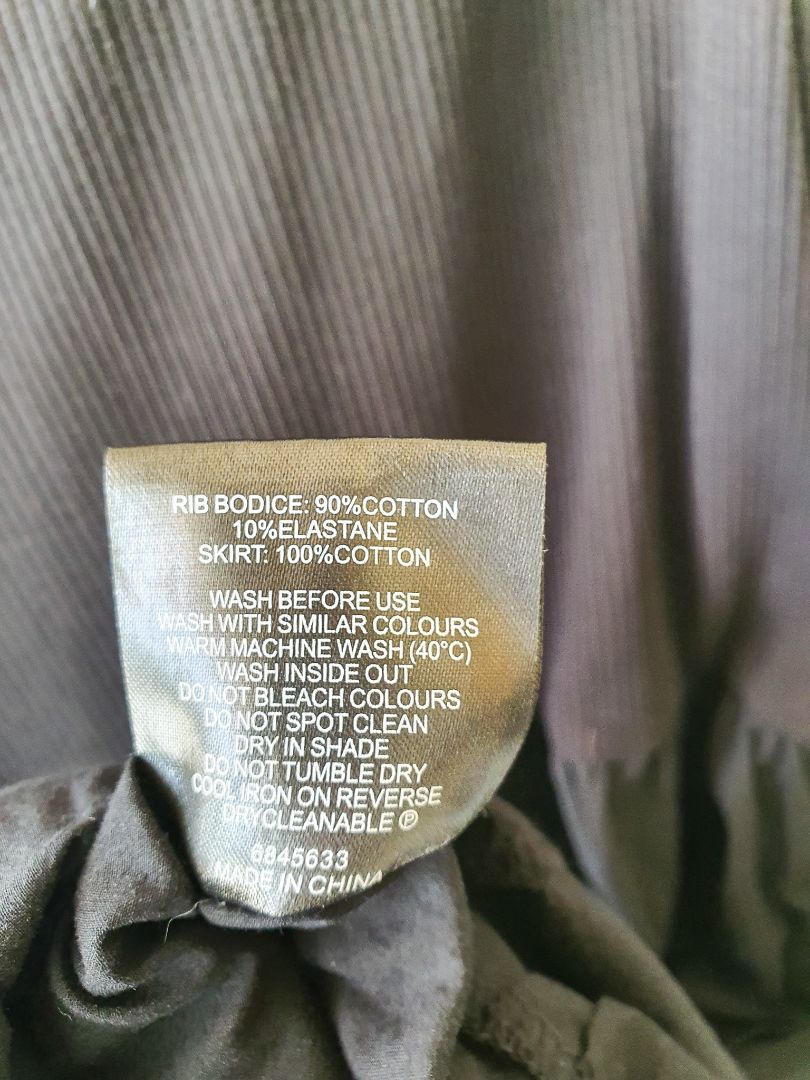 RIB BODICE: 90%COTTON
10%ELASTANE
SKIRT: 100%COTTON
WASH BEFORE USE
WASH WITH SIMILAR COLOURS
WARM MACHINE WASH (40°C)
WASH INSIDE OUT
DO NOT BLEACH COLOURS
DO NOT SPOT CLEAN
DRY IN SHADE
DO NOT TUMBLE DRY
COOL IRON ON REVERSE
DRYCLEANABLE Ⓟ
6845633
MADE IN CHINA